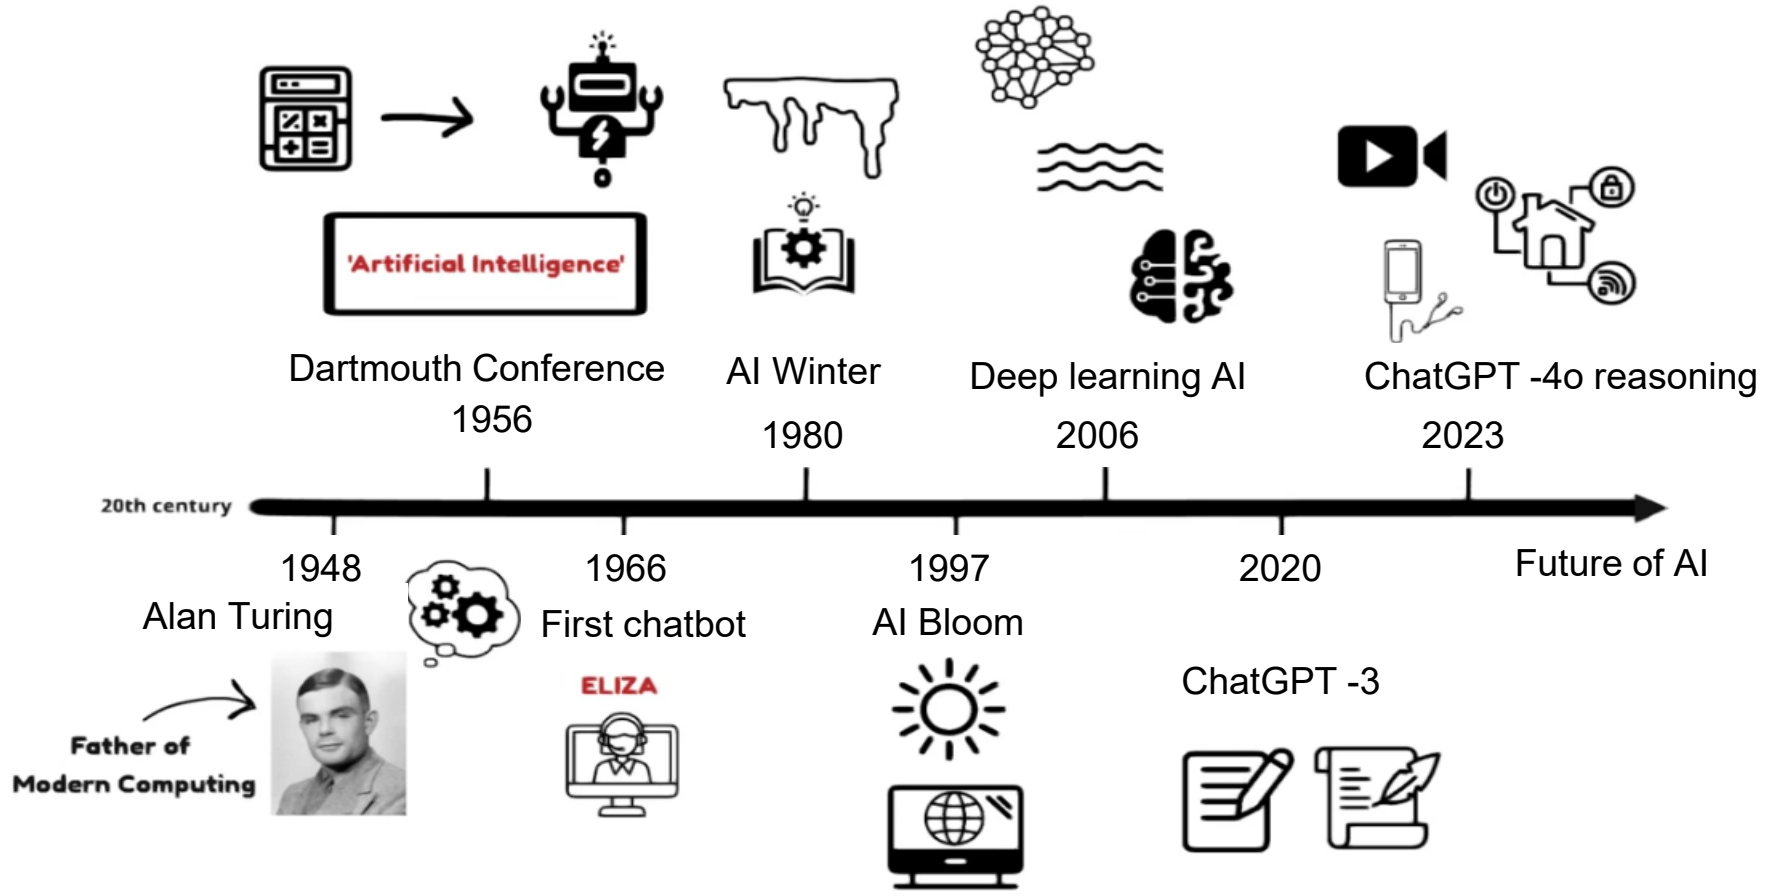 'Artificial Intelligence'
Dartmouth Conference
1956
AI Winter
1980
Deep learning AI
2006
ChatGPT -4o reasoning
2023
20th century
1948
Alan Turing
Father of
Modern Computing
1966
First chatbot
ELIZA
1997
AI Bloom
2020
ChatGPT -3
Future of AI